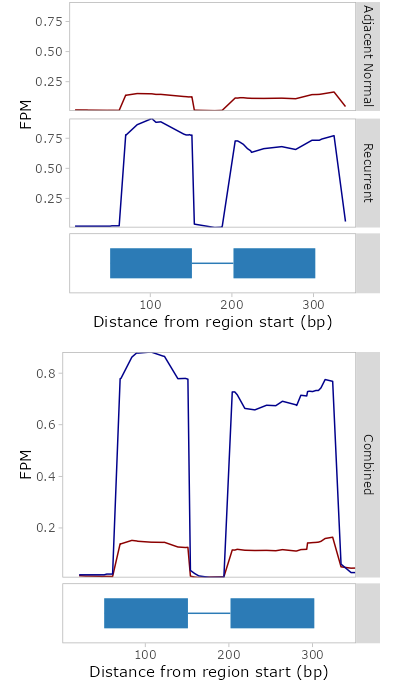 0.75
0.50
0.25
Adjacent Normal
FPM
0.75
0.50
0.25
Recurrent
100 200 300
Distance from region start (bp)
0.8
0.6
0.4
0.2
FPM
Combined
100 200 300
Distance from region start (bp)